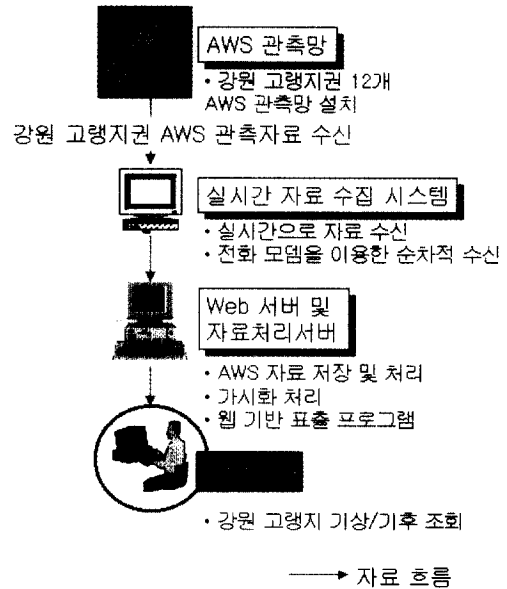 AWS 관측망
· 강원 고랭지권 12개
AWS 관측망 설치
강원 고랭지권 AWS 관측자료 수신
실시간 자료 수집 시스템
· 실시간으로 자료 수신
· 전화 모뎀을 이용한 순차적 수신
Web 서버 및
자료처리서버
· AWS 자료 저장 및 처리
· 가시화 처리
· 웹 기반 표출 프로그램
· 강원 고랭지 기상/기후 조회
자료 흐름